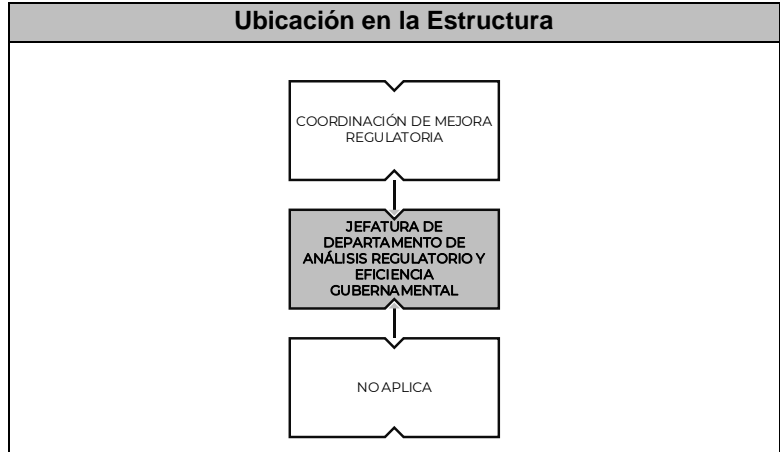 Ubicación en la Estructura
COORDINACIÓN DE MEJORA
REGULATORIA
JEFATURA DE
DEPARTAMENTO DE
ANÁLISIS REGULATORIO Y
EFICIENCIA
GUBERNAMENTAL
NO APLICA